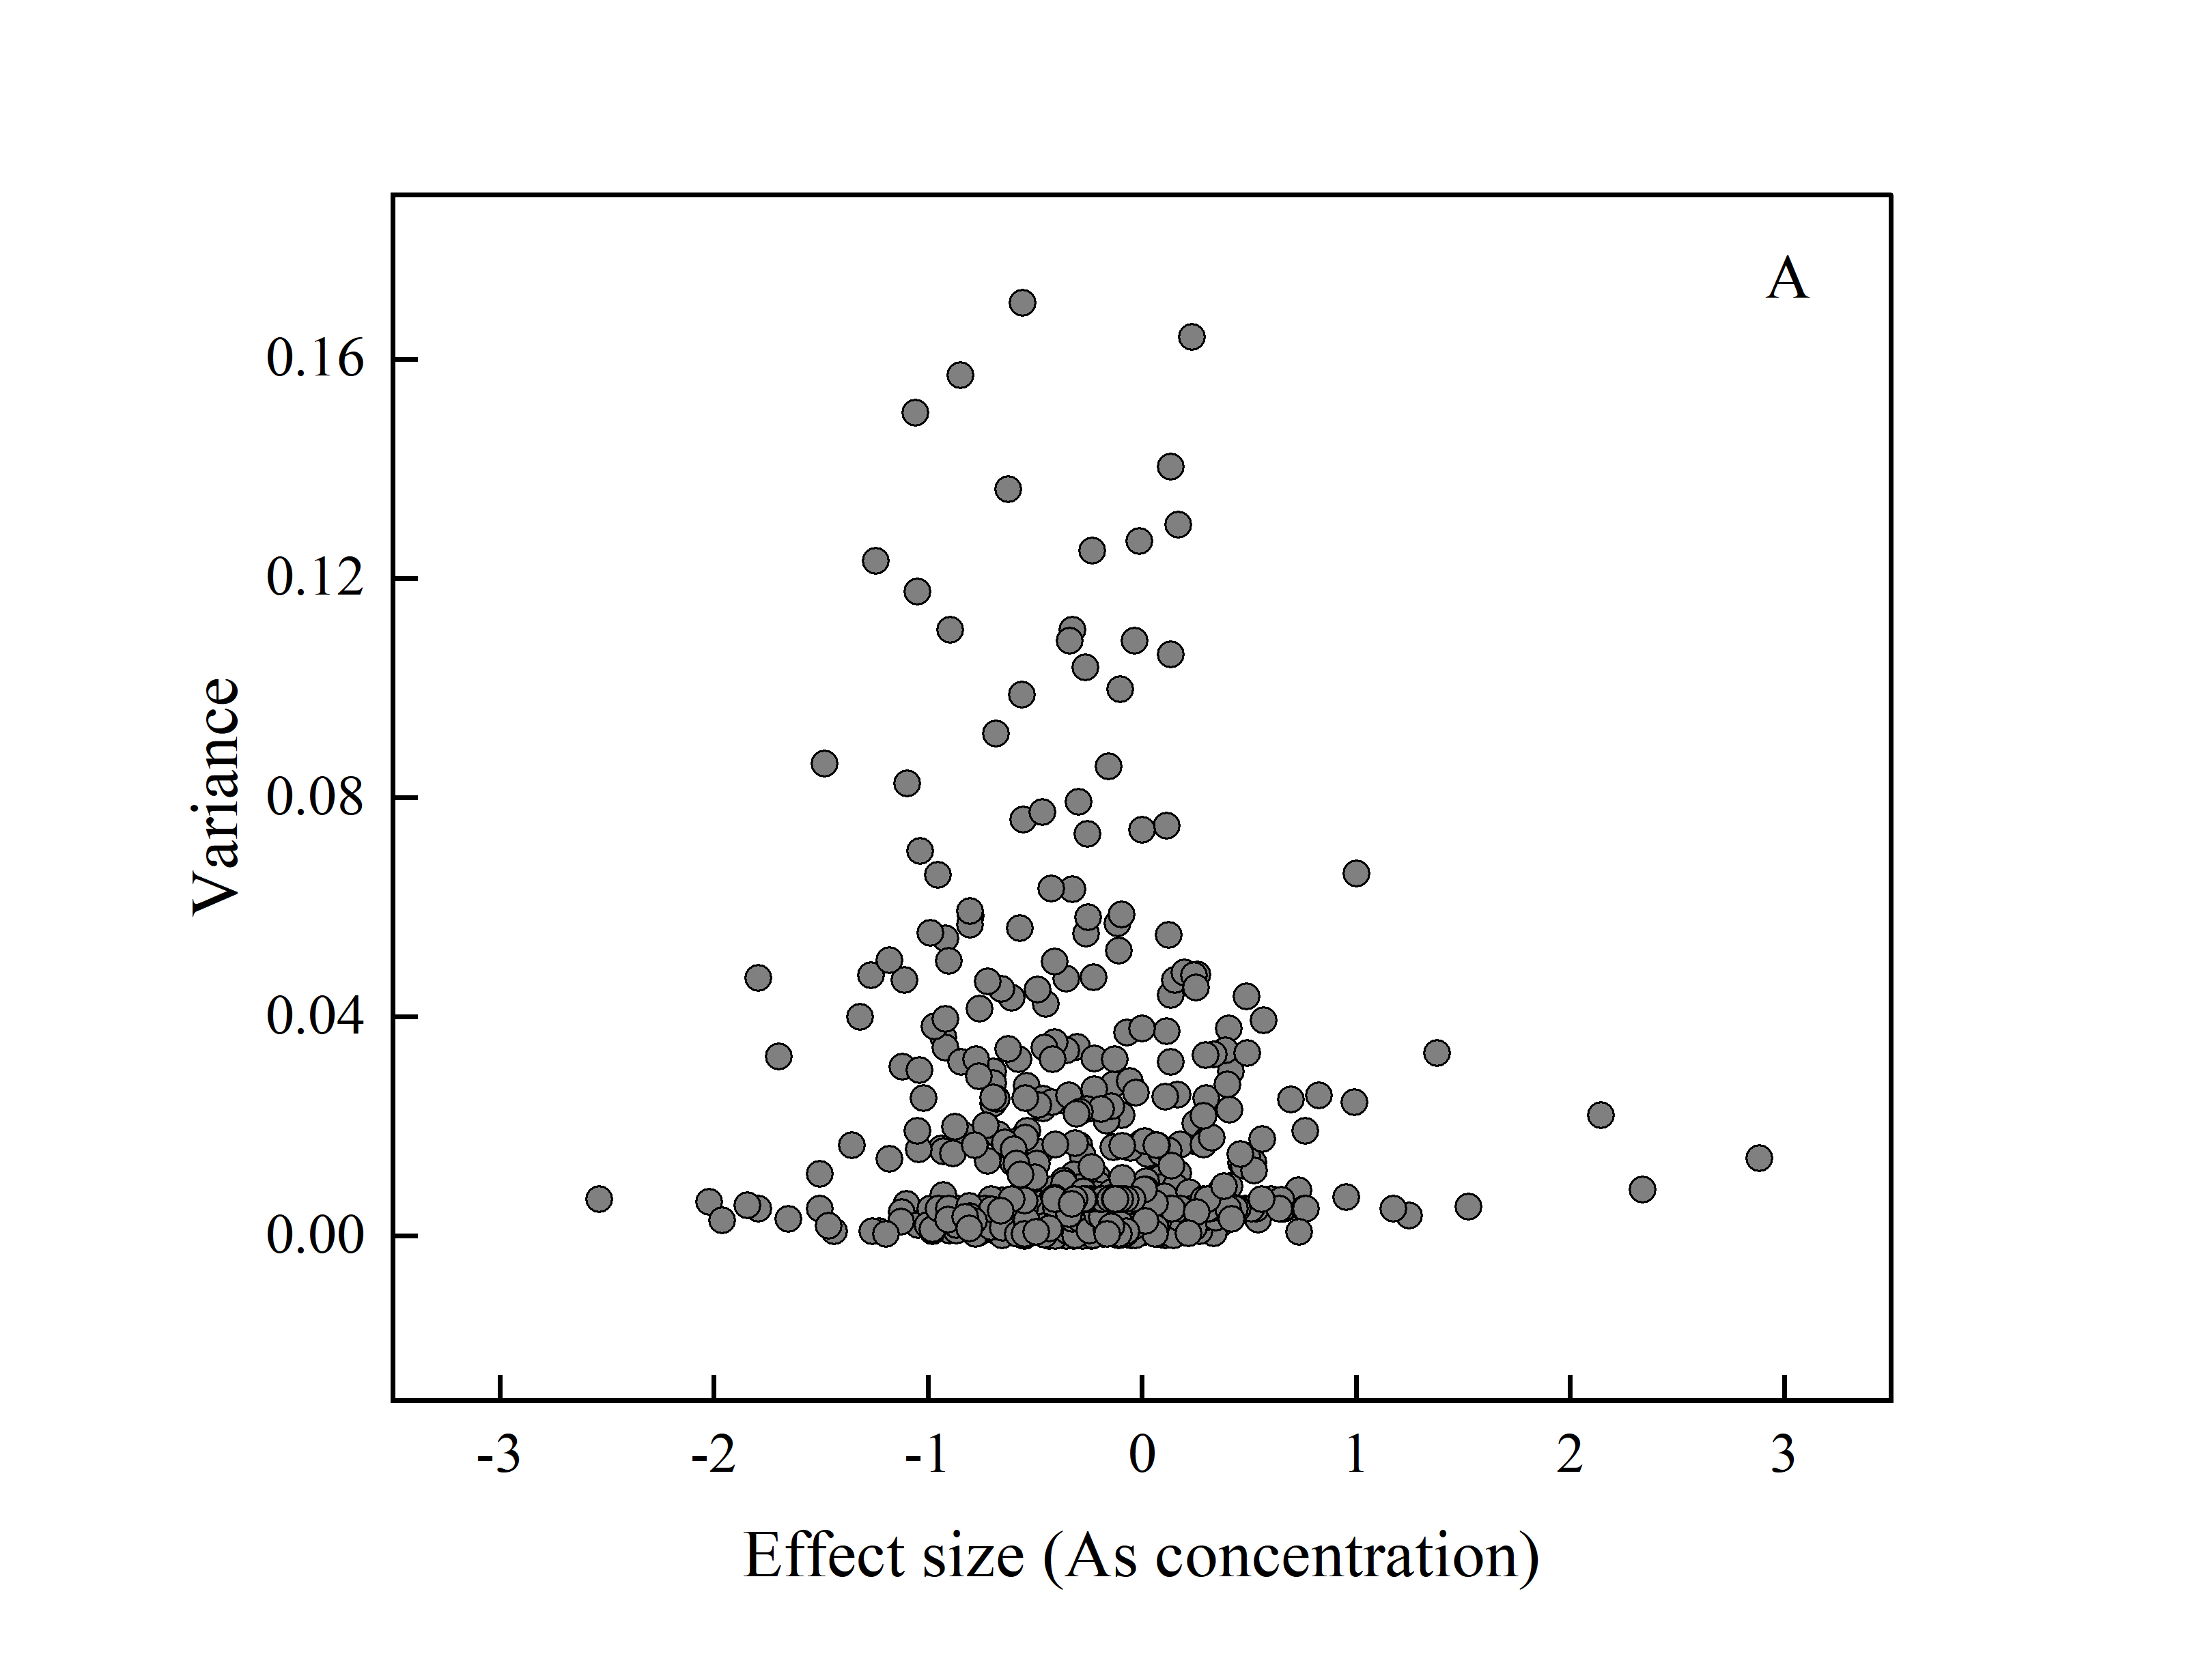 A
0.16
0.12
0.08
0.04
0.00
Variance
-3 -2 -1 0 1 2 3
Effect size (As concentration)